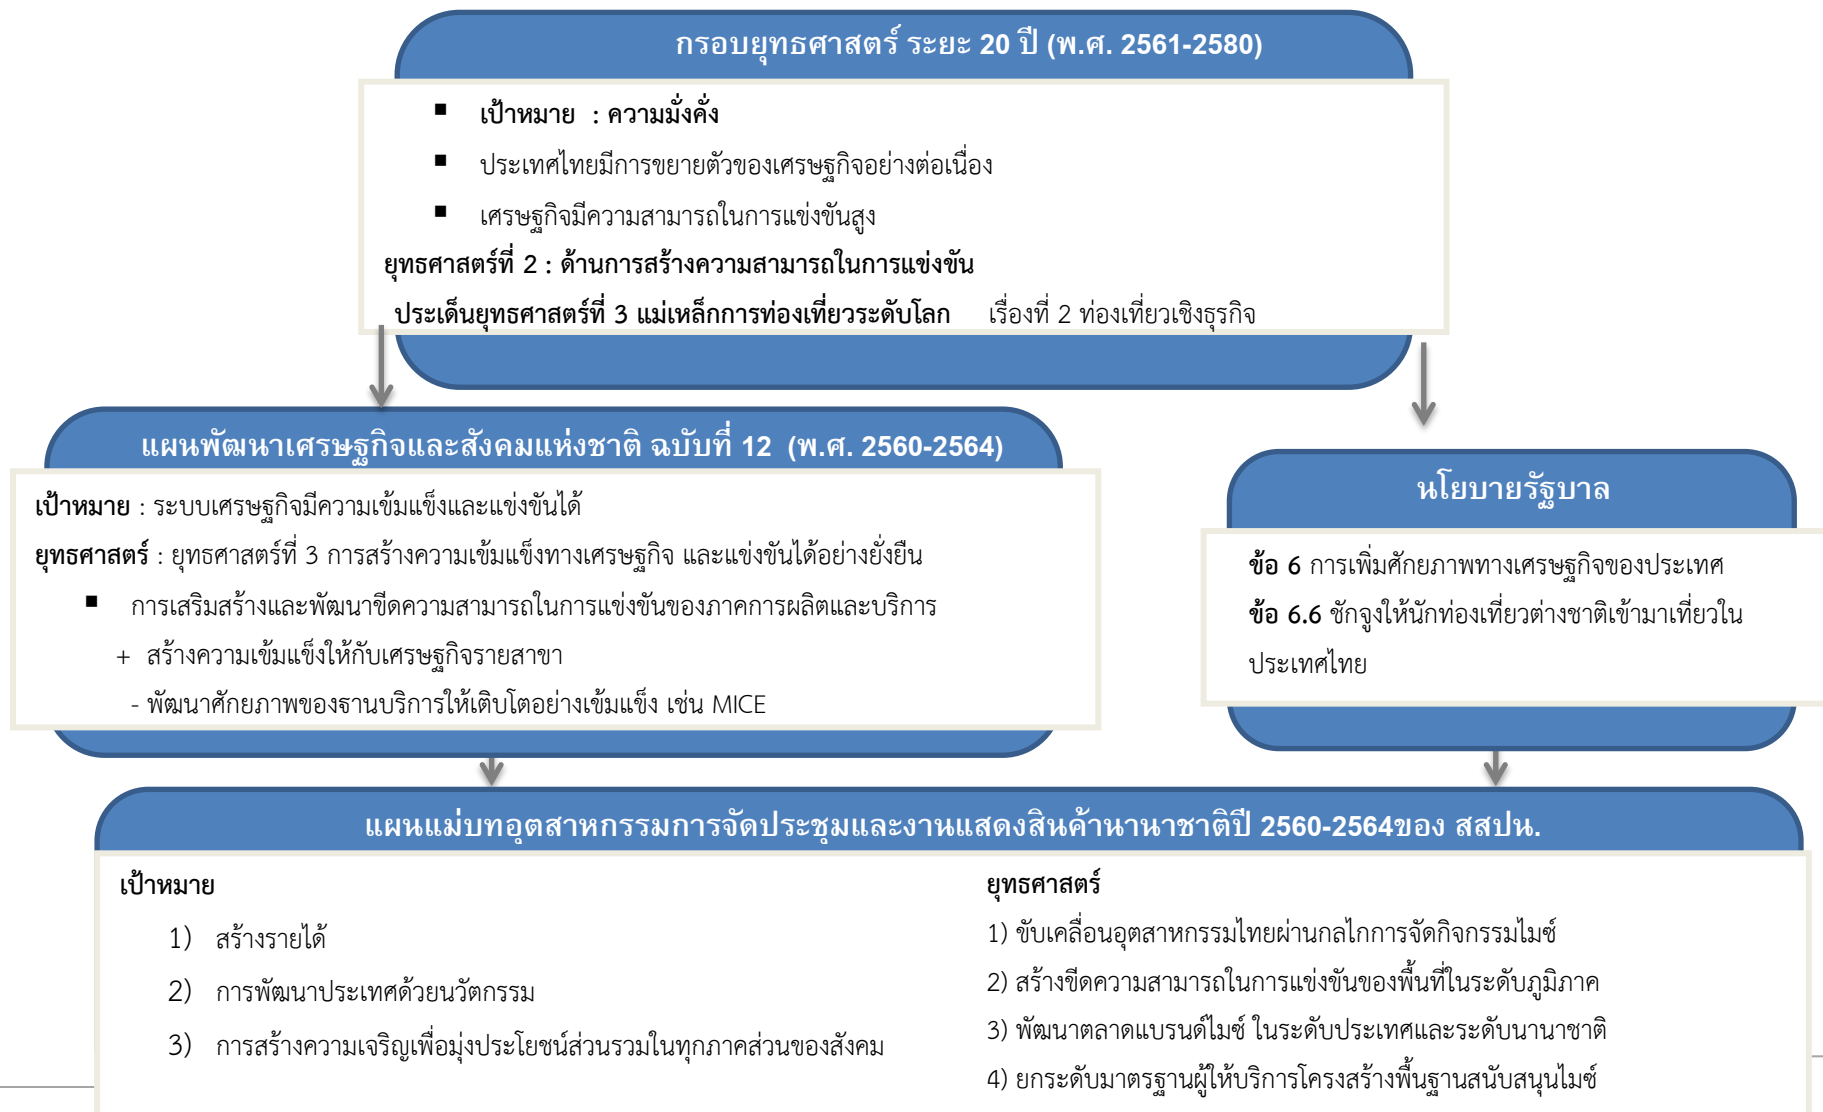 กรอบยุทธศาสตร์ ระยะ 20 ปี (พ.ศ. 2561-2580)
▪ เป้าหมาย : ความมั่งคั่ง
▪ ประเทศไทยมีการขยายตัวของเศรษฐกิจอย่างต่อเนื่อง
▪ เศรษฐกิจมีความสามารถในการแข่งขันสูง
ยุทธศาสตร์ที่ 2 : ด้านการสร้างความสามารถในการแข่งขัน
ประเด็นยุทธศาสตร์ที่ 3 แม่เหล็กการท่องเที่ยวระดับโลก เรื่องที่ 2 ท่องเที่ยวเชิงธุรกิจ
แผนพัฒนาเศรษฐกิจและสังคมแห่งชาติ ฉบับที่ 12 (พ.ศ. 2560-2564)
เป้าหมาย : ระบบเศรษฐกิจมีความเข้มแข็งและแข่งขันได้
ยุทธศาสตร์ : ยุทธศาสตร์ที่ 3 การสร้างความเข้มแข็งทางเศรษฐกิจ และแข่งขันได้อย่างยั่งยืน
▪ การเสริมสร้างและพัฒนาขีดความสามารถในการแข่งขันของภาคการผลิตและบริการ
+ สร้างความเข้มแข็งให้กับเศรษฐกิจรายสาขา
- พัฒนาศักยภาพของธานบริการให้เติบโตอย่างเข้มแข็ง เช่น MICE
นโยบายรัฐบาล
ข้อ 6 การเพิ่มศักยภาพทางเศรษฐกิจของประเทศ
ข้อ 6.6 ชักจูงให้นักท่องเที่ยวต่างชาติเข้ามาเที่ยวใน
ประเทศไทย
แผนแม่บทอุตสาหกรรมการจัดประชุมและงานแสดงสินค้านานาชาติปี 2560-2564ของ สสปน.
เป้าหมาย
1) สร้างรายได้
2) การพัฒนาประเทศด้วยนวัตกรรม
3) การสร้างความเจริญเพื่อมุ่งประโยชน์ส่วนรวมในทุกภาคส่วนของสังคม
ยุทธศาสตร์
1) ขับเคลื่อนอุตสาหกรรมไทยผ่านกลไกการจัดกิจกรรมไมซ์
2) สร้างขีดความสามารถในการแข่งขันของพื้นที่ในระดับภูมิภาค
3) พัฒนาตลาดแบรนด์ไมซ์ ในระดับประเทศและระดับนานาชาติ
4) ยกระดับมาตรฐานผู้ให้บริการโครงสร้างพื้นฐานสนับสนุนไมซ์